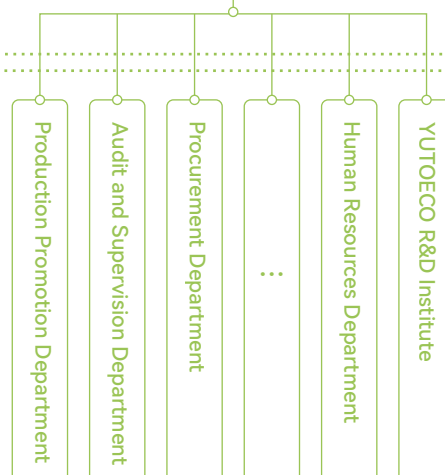 Production Promotion Department
Audit and Supervision Department
Procurement Department
...
Human Resources Department
YUTOECO R&D Institute